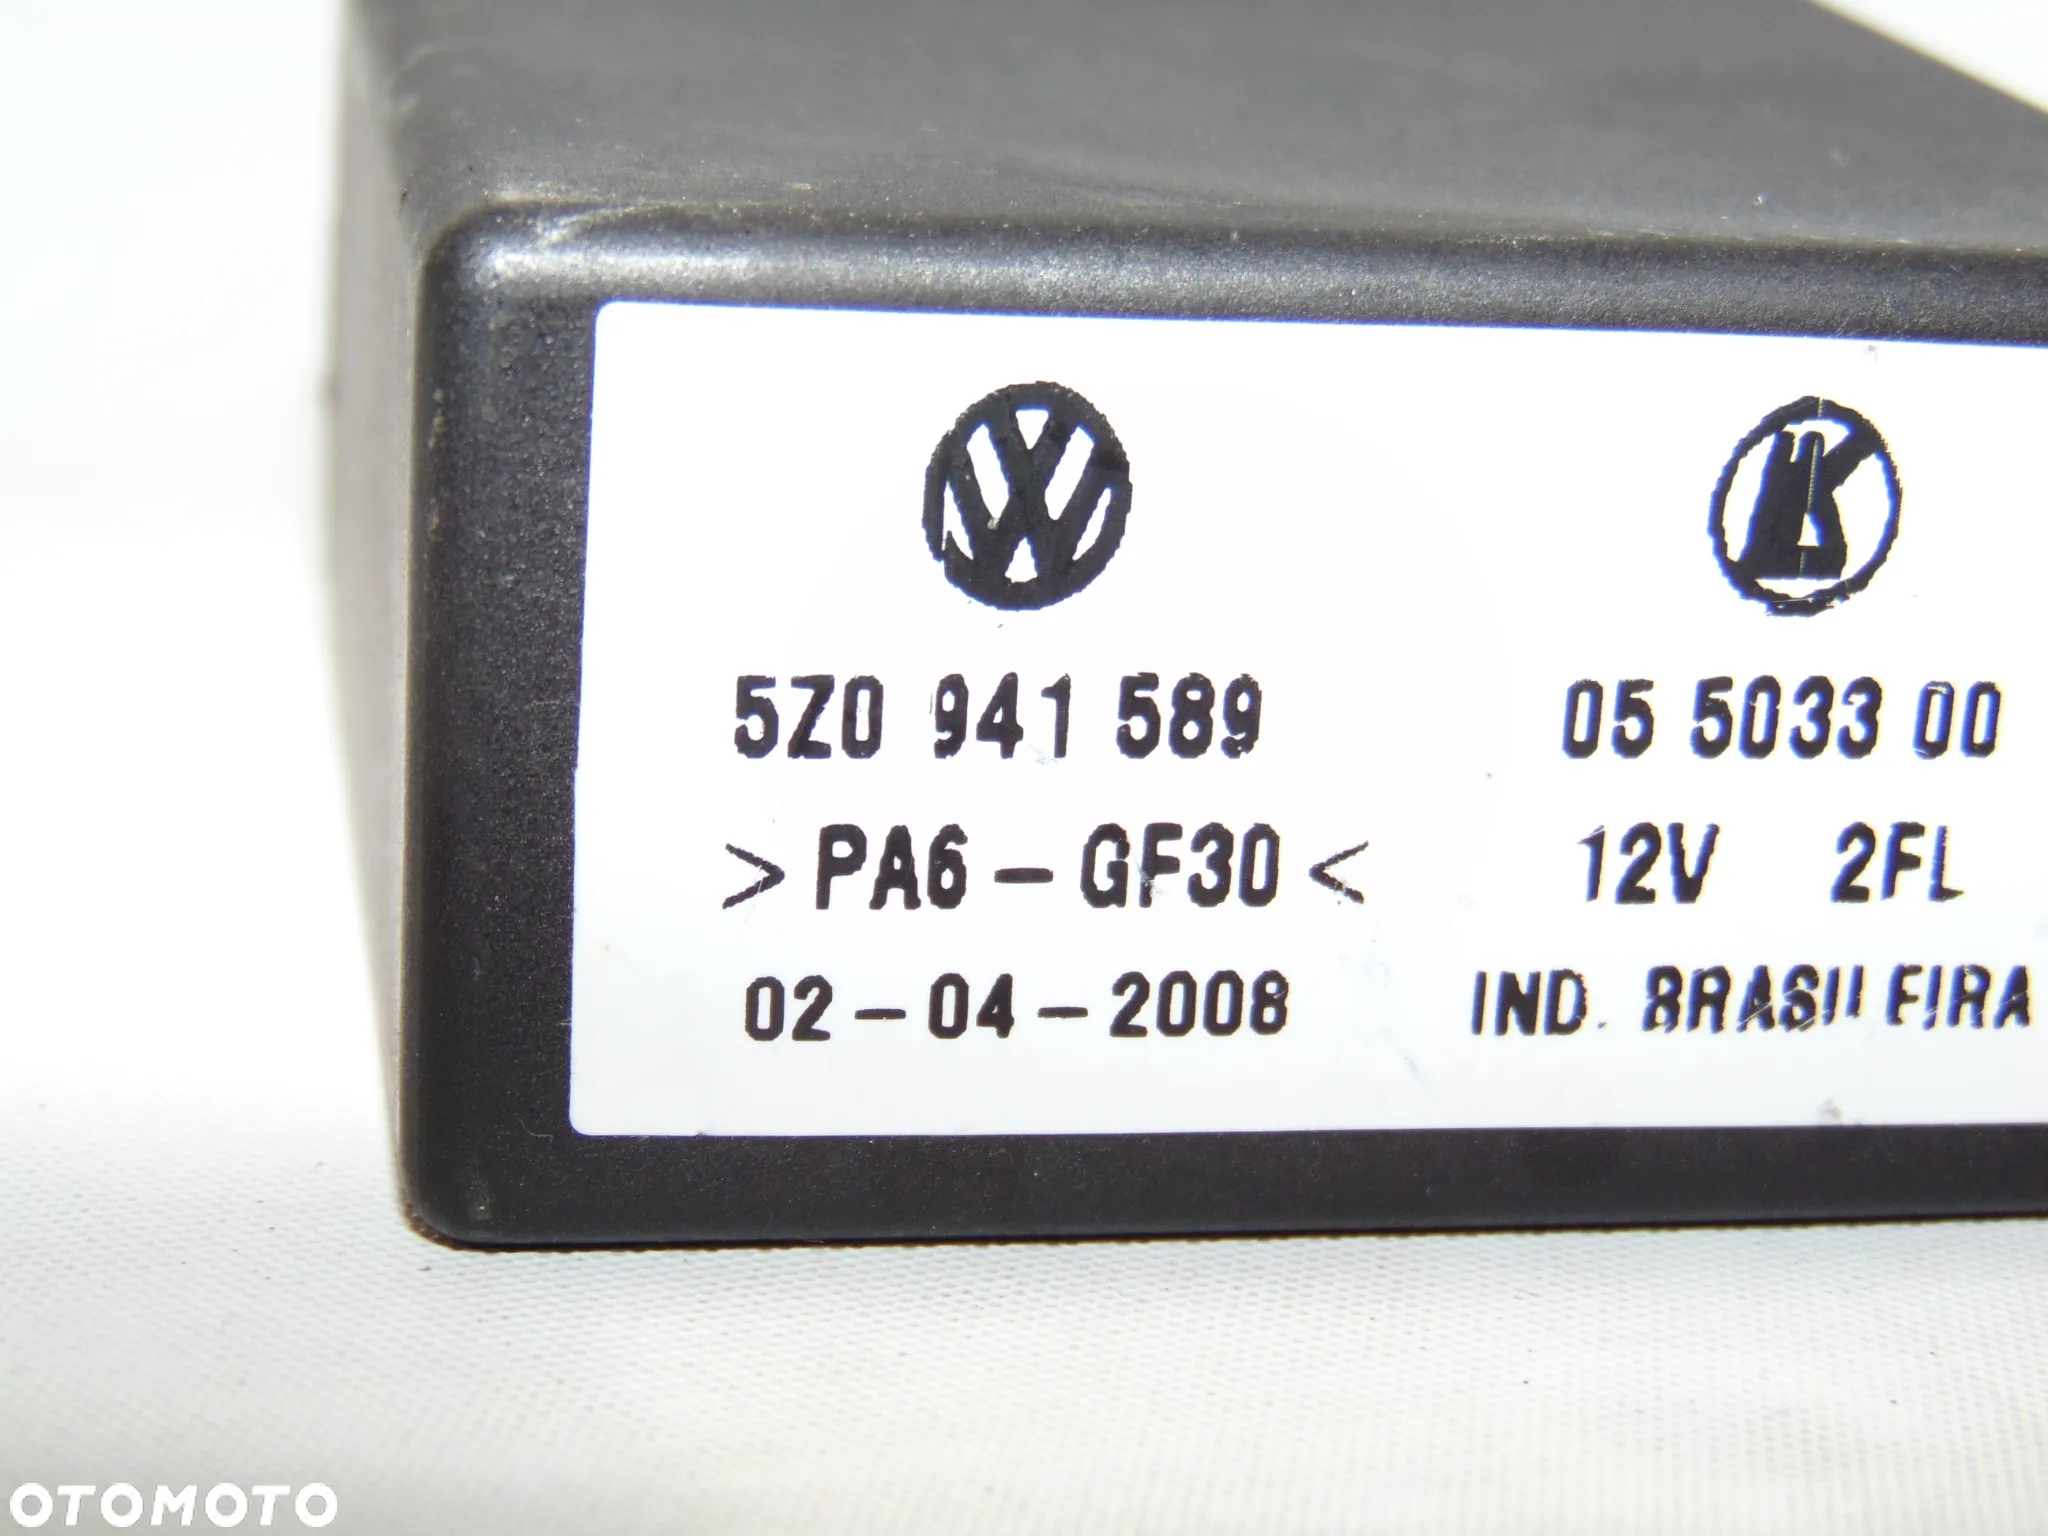 5Z0 941 589 05 5033 00
>PA6-GF30< 12V 2FL
02-04-2008 IND. BRASILEIRA
OTOMOTO